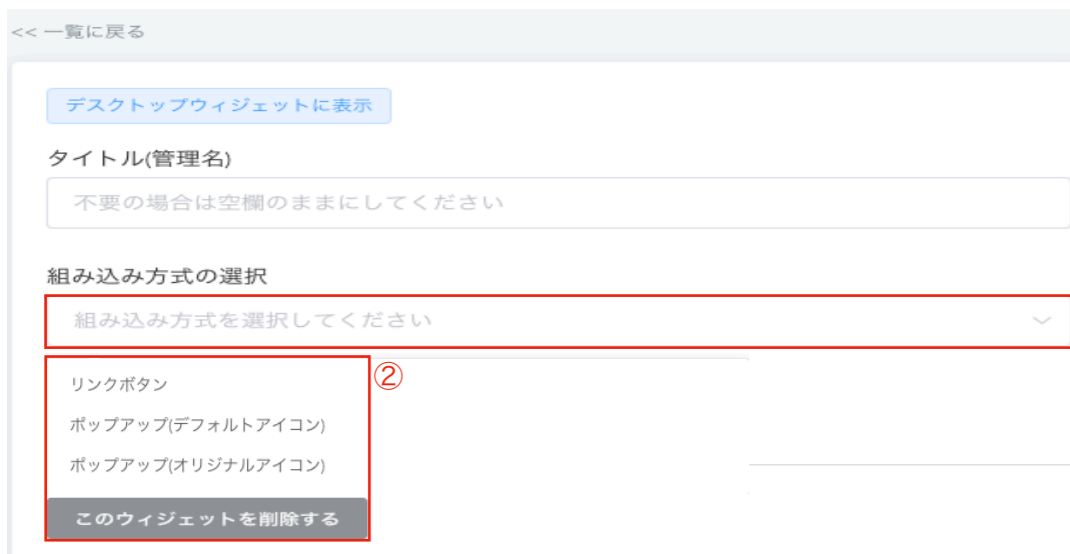 << 一覧に戻る
デスクトップウィジェットに表示
タイトル(管理名)
不要の場合は空欄のままにしてください
組み込み方式の選択
組み込み方式を選択してください
②
リンクボタン
ポップアップ(デフォルトアイコン)
ポップアップ(オリジナルアイコン)
このウィジェットを削除する